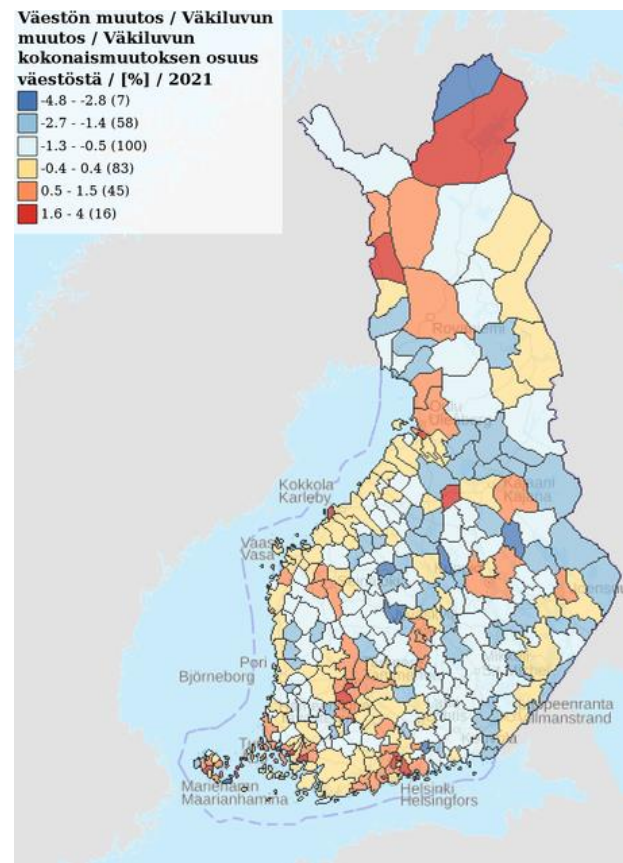 Väestön muutos / Väkiluvun
muutos / Väkiluvun
kokonaismuutoksen osuus
väestöstä / [%] / 2021
-4.8 - -2.8 (7)
-2.7 - -1.4 (58)
-1.3 - -0.5 (100)
-0.4 - 0.4 (83)
0.5 - 1.5 (45)
1.6 - 4 (16)
Oulu
Kajaani
Kajana
Kokkola
Karleby
Vaasa
Vasa
Pori
Björneborg
Maarianhamina
Helsinki
Helsingfors